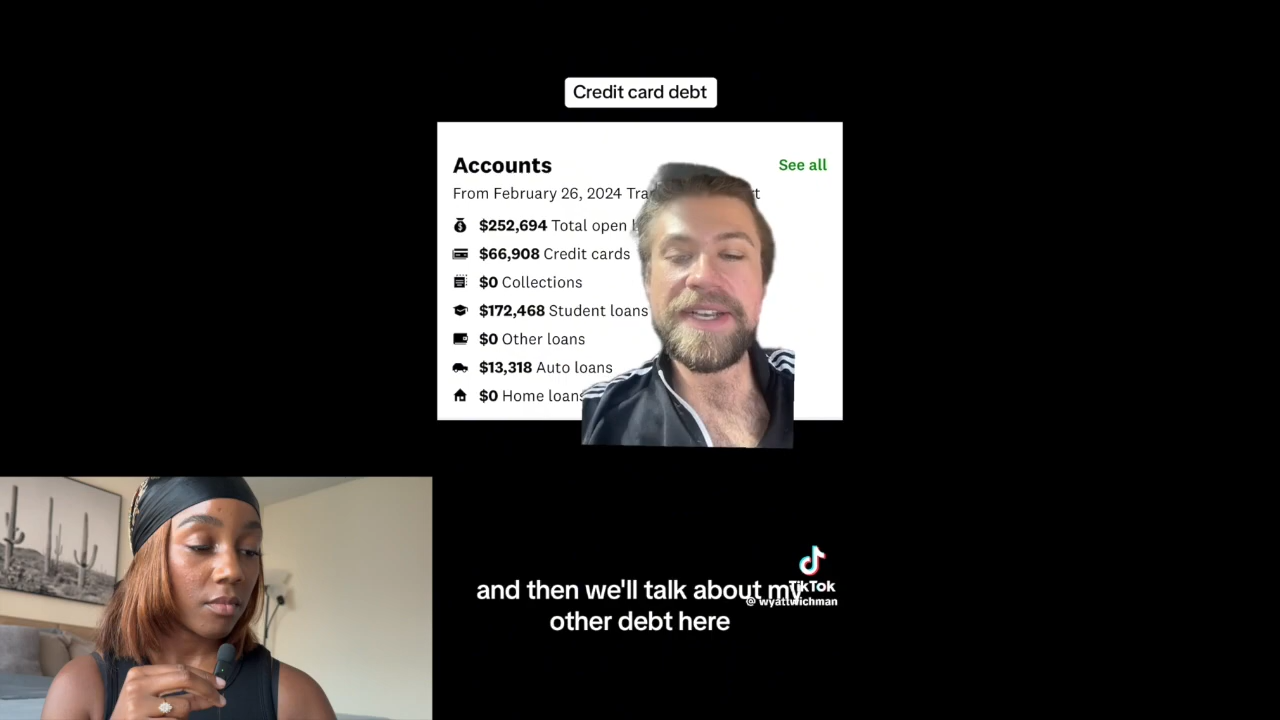 Credit card debt
Accounts
See all
From February 26, 2024
$252,694 Total open
$66,908 Credit cards
$0 Collections
$172,468 Student loans
$0 Other loans
$13,318 Auto loans
$0 Home loans
and then we'll talk about my
other debt here
TikTok
@ wyattwichman